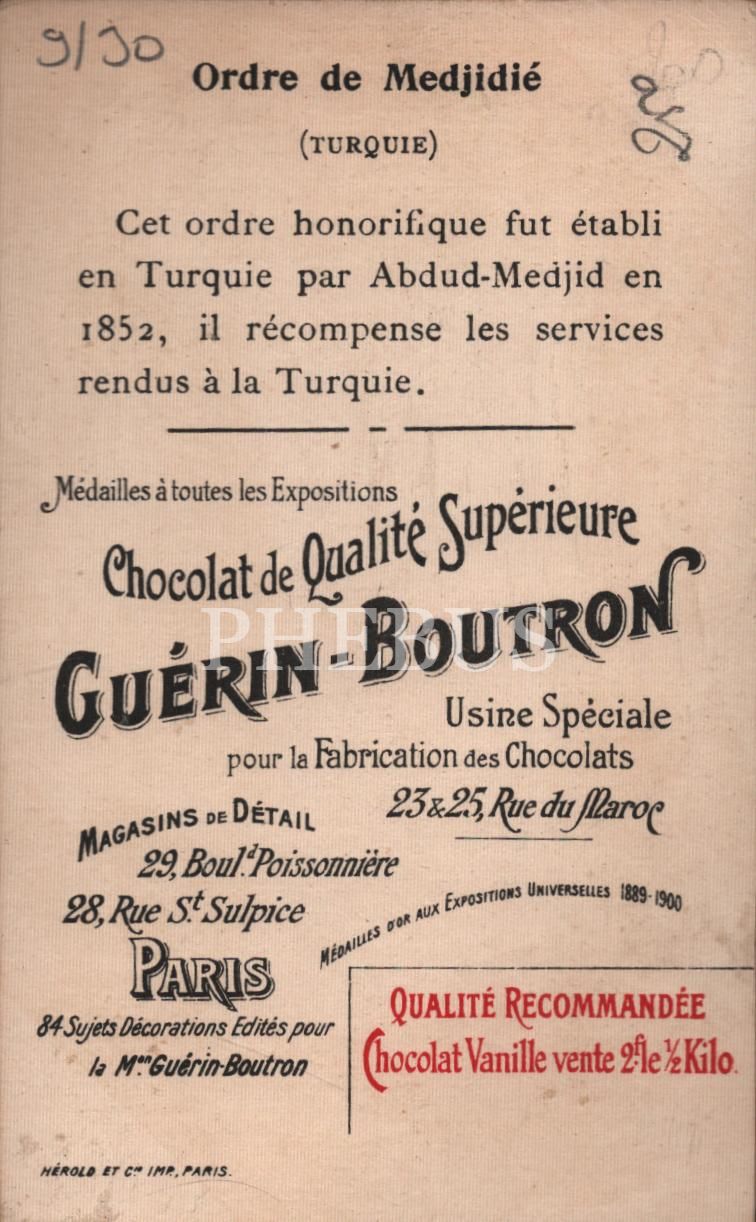 9/30
Ordre de Medjidié
(TURQUIE)
Cet ordre honorifique fut établi
en Turquie par Abdud-Medjid en
1852, il récompense les services
rendus à la Turquie.
Médailles à toutes les Expositions
Chocolat de Qualité Supérieure
GUÉRIN-BOUTRON
PHEBUS
Usine Spéciale
pour la Fabrication des Chocolats
23 & 25, Rue du Maroc
MAGASINS DE DÉTAIL
29, Boul.d Poissonnière
28, Rue St. Sulpice
PARIS
MÉDAILLES D'OR AUX EXPOSITIONS UNIVERSELLES 1889-1900
84 Sujets Décorations Edités pour
la Mon. Guérin-Boutron
QUALITÉ RECOMMANDÉE
Chocolat Vanille vente 2f. le ½ Kilo.
HÉROLD ET Cie IMP., PARIS.